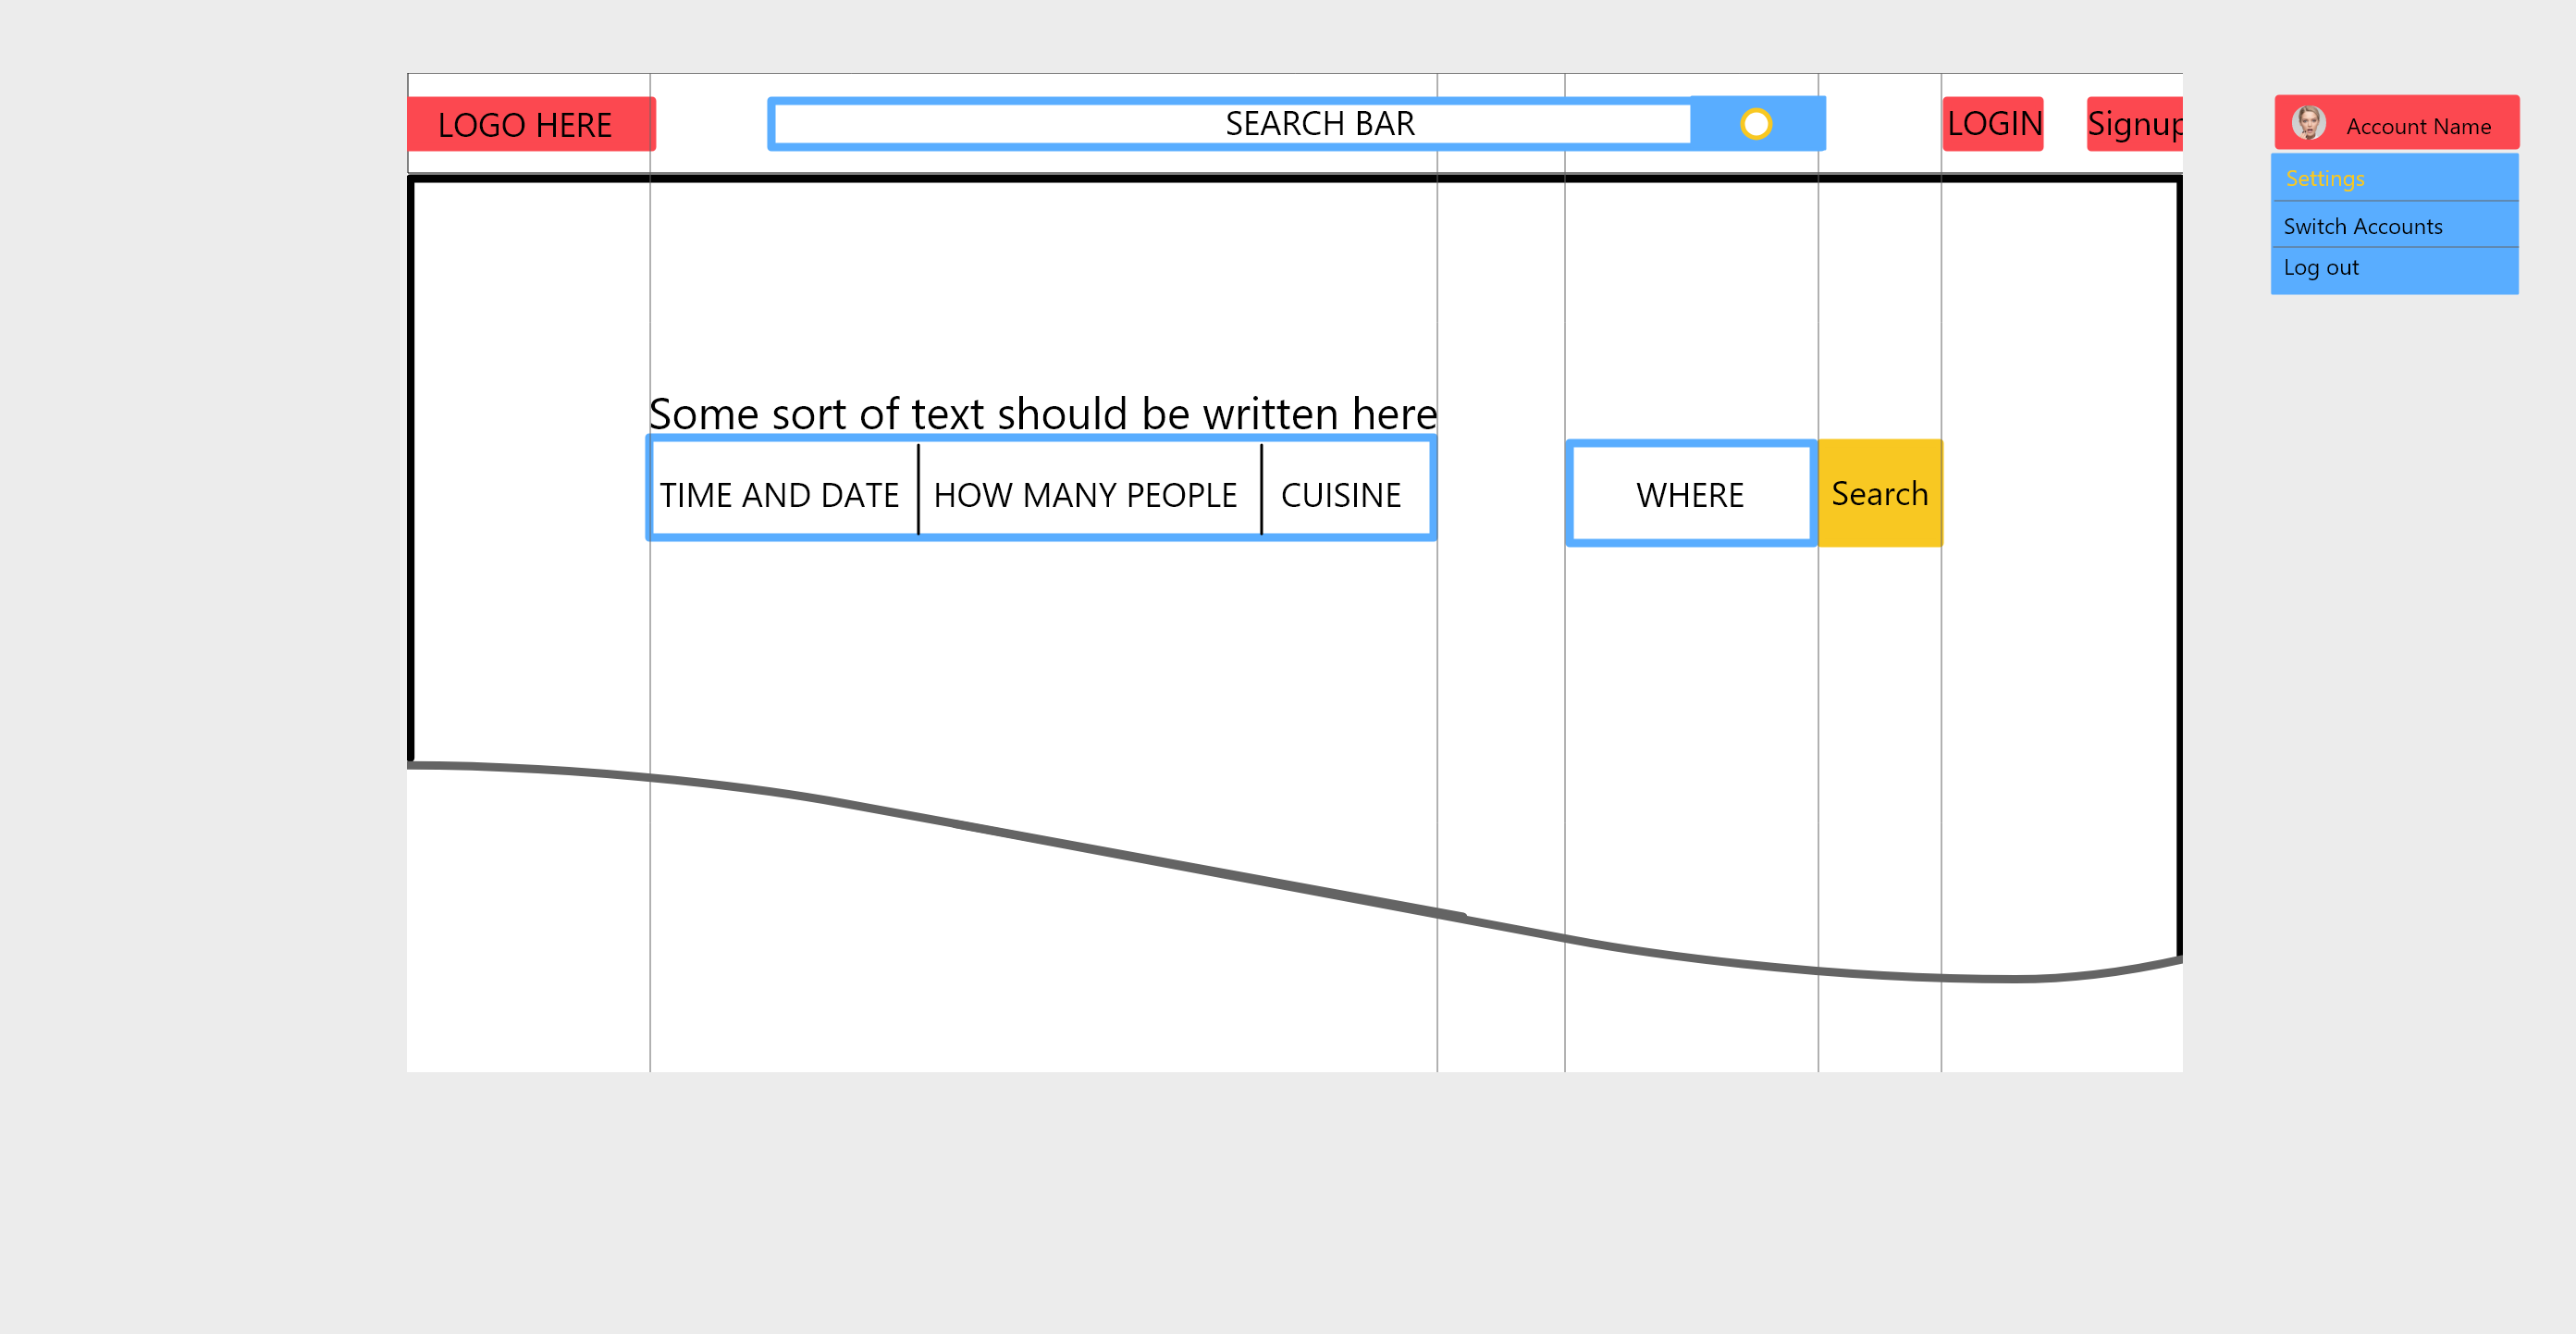 LOGO HERE
SEARCH BAR
LOGIN
Signup
Account Name
Settings
Switch Accounts
Log out
Some sort of text should be written here
TIME AND DATE
HOW MANY PEOPLE
CUISINE
WHERE
Search